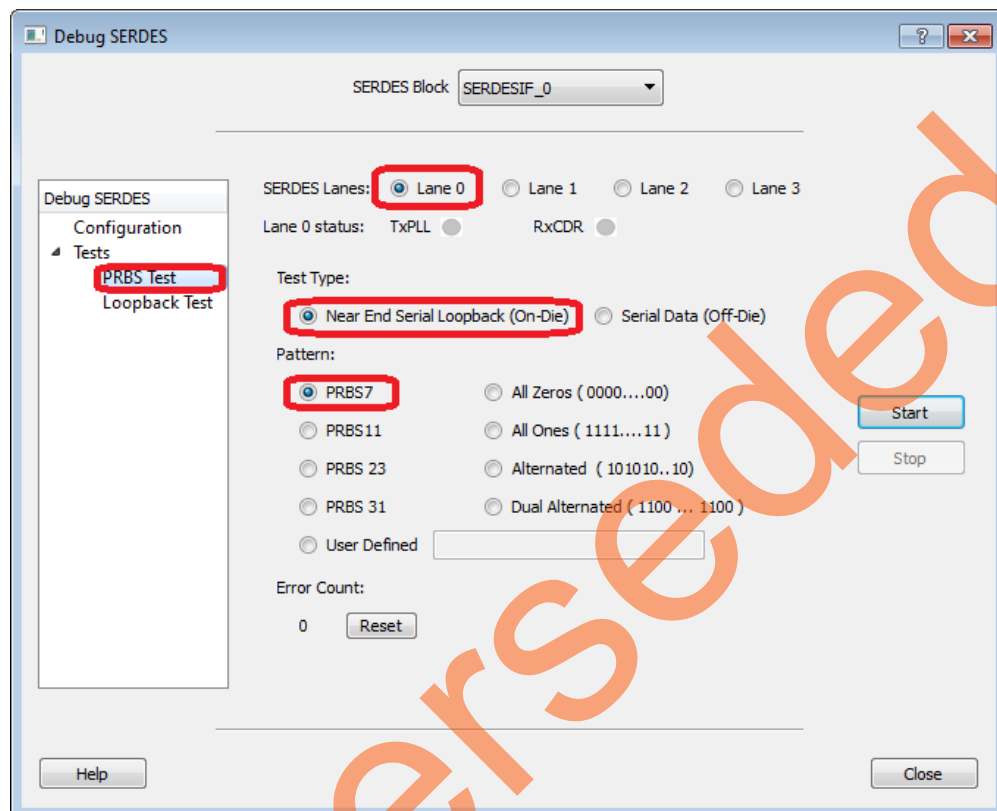 Debug SERDES
SERDES Block SERDESIF_0
Debug SERDES
Configuration
Tests
PRBS Test
Loopback Test
SERDES Lanes: Lane 0 Lane 1 Lane 2 Lane 3
Lane 0 status: TxPLL RxCDR
Test Type:
Near End Serial Loopback (On-Die) Serial Data (Off-Die)
Pattern:
PRBS7 All Zeros ( 0000....00)
PRBS11 All Ones ( 1111....11 )
PRBS 23 Alternated ( 101010..10)
PRBS 31 Dual Alternated ( 1100 ... 1100 )
User Defined
Error Count:
0 Reset
Start
Stop
Help Close
erseded